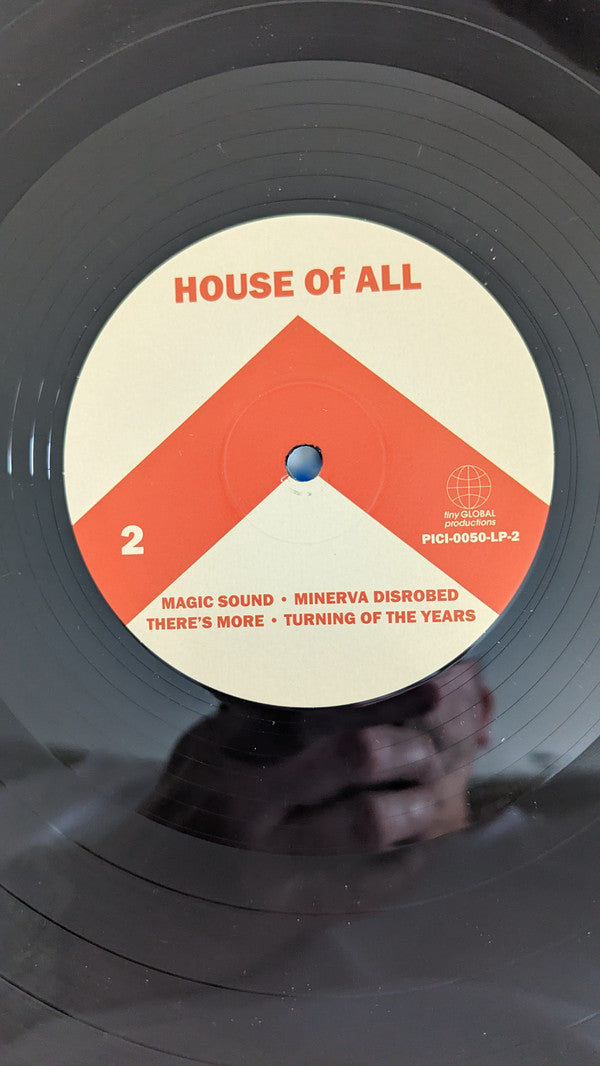 HOUSE Of ALL
2
tiny GLOBAL
productions
PICI-0050-LP-2
MAGIC SOUND • MINERVA DISROBED
THERE'S MORE • TURNING OF THE YEARS